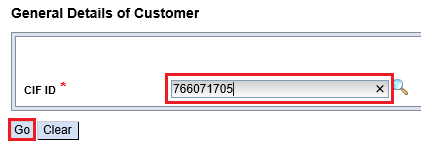 General Details of Customer
CIF ID * 766071705 ×
Go Clear